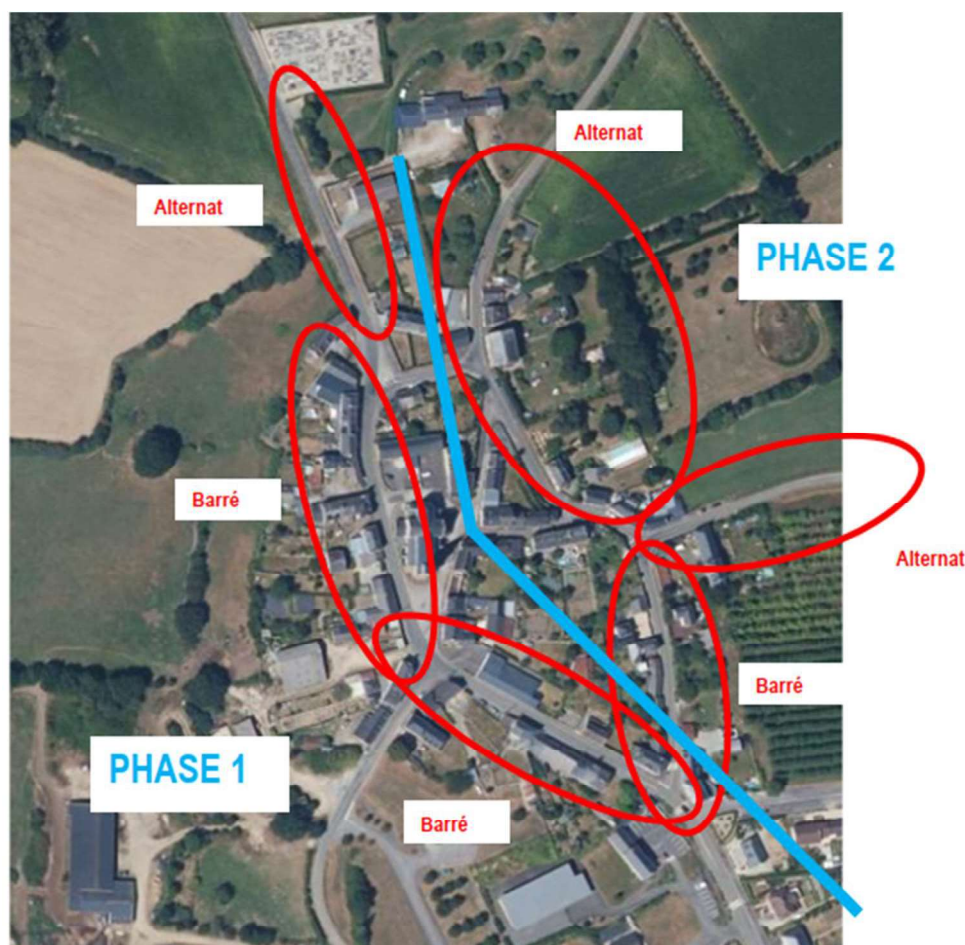 Alternat
Alternat
PHASE 2
Barré
Alternat
Barré
PHASE 1
Barré